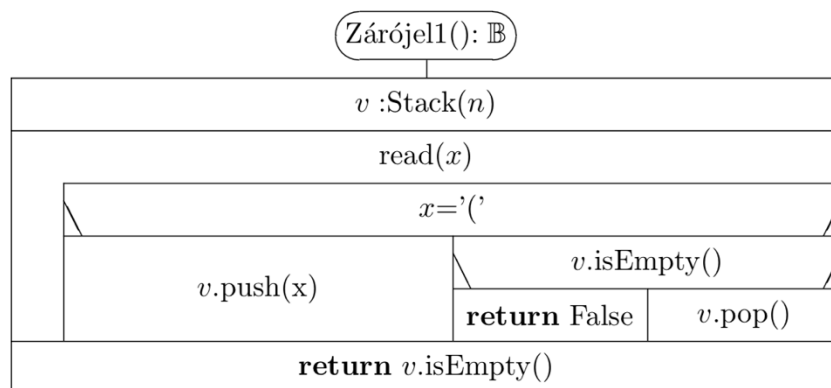 Zárójel1(): 𝔹
v :Stack(n)
read(x)
x='('
v.push(x)
v.isEmpty()
return False
v.pop()
return v.isEmpty()